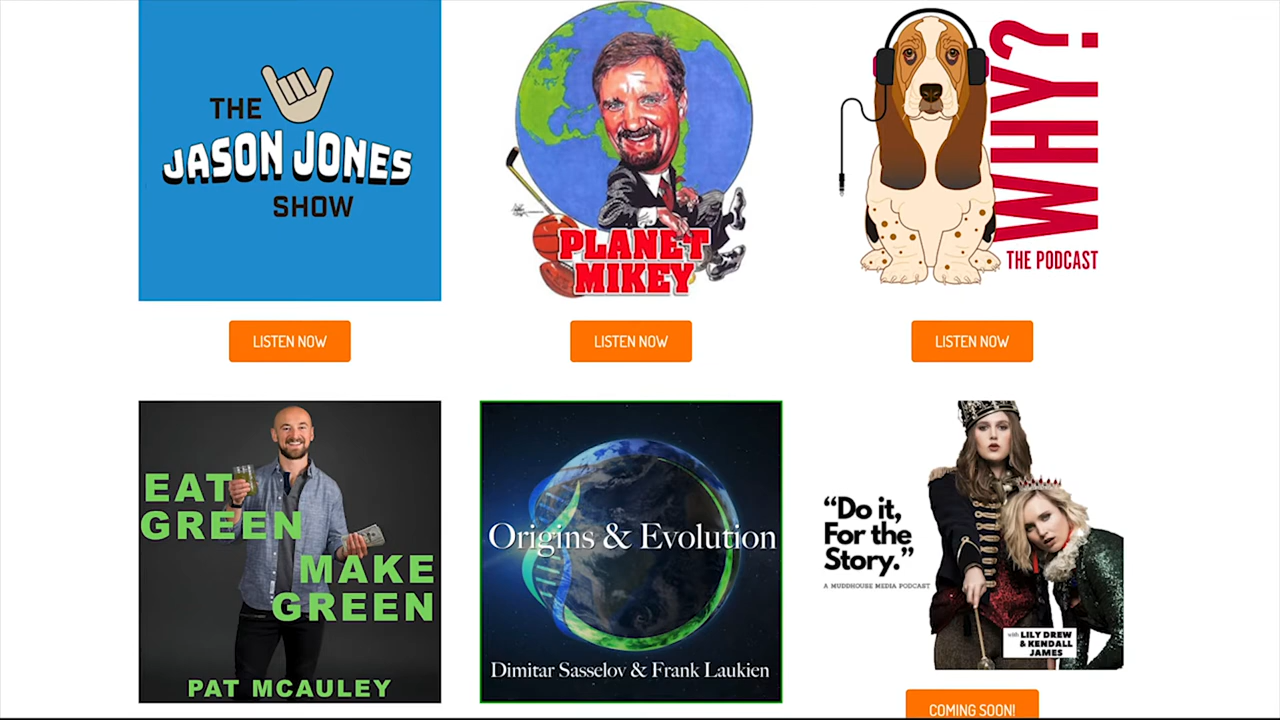 THE
JASON JONES
SHOW
PLANET
MIKEY
WHY?
THE PODCAST
LISTEN NOW
LISTEN NOW
LISTEN NOW
EAT
GREEN
MAKE
GREEN
PAT MCAULEY
Origins & Evolution
Dimitar Sasselov & Frank Laukien
“Do it,
For the
Story.”
A MUDDHOUSE MEDIA PODCAST
with LILY DREW
& KENDALL
JAMES
COMING SOON!